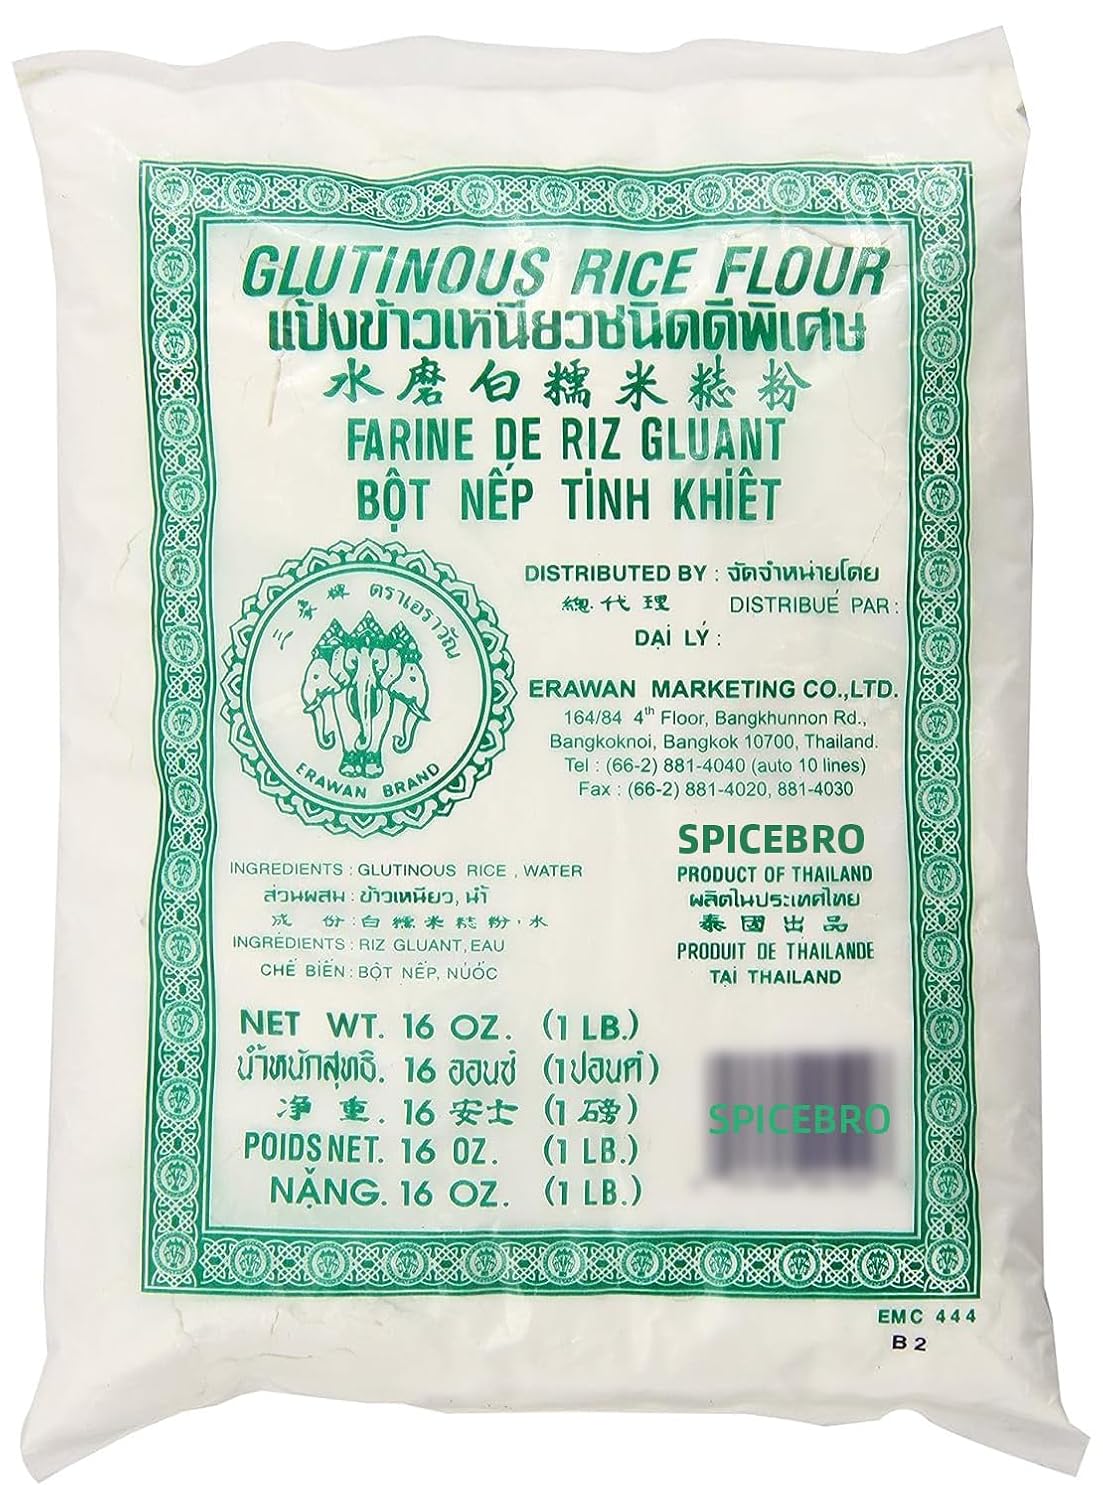 GLUTINOUS RICE FLOUR
แป้งข้าวเหนียวชนิดดีพิเศษ
水磨白糯米粉
FARINE DE RIZ GLUANT
BỘT NẾP TINH KHIẾT
三象牌 ตราเอราวัณ
ERAWAN BRAND
DISTRIBUTED BY : จัดจำหน่ายโดย
總代理 DISTRIBUÉ PAR :
DẠI LÝ :
ERAWAN MARKETING CO.,LTD.
164/84 4th Floor, Bangkhunnon Rd.,
Bangkoknoi, Bangkok 10700, Thailand.
Tel : (66-2) 881-4040 (auto 10 lines)
Fax : (66-2) 881-4020, 881-4030
SPICEBRO
PRODUCT OF THAILAND
ผลิตในประเทศไทย
泰國出品
PRODUIT DE THAILANDE
TẠI THAILAND
INGREDIENTS : GLUTINOUS RICE , WATER
ส่วนผสม : ข้าวเหนียว, น้ำ
成份 : 白糯米粉,水
INGRÉDIENTS : RIZ GLUANT, EAU
CHẾ BIẾN : BỘT NẾP, NƯỚC
NET WT. 16 OZ. (1 LB.)
น้ำหนักสุทธิ. 16 ออนซ์ (1ปอนด์)
净重. 16 安士 (1 磅)
POIDS NET. 16 OZ. (1 LB.)
NẶNG. 16 OZ. (1 LB.)
SPICEBRO
EMC 444
B 2